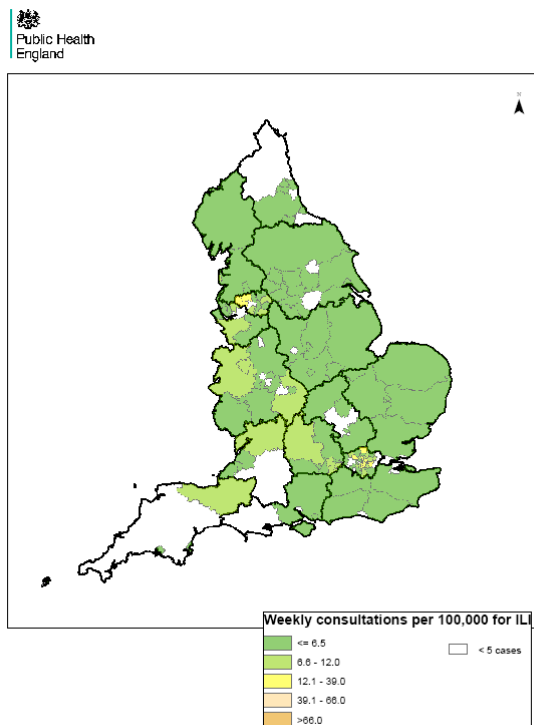 Public Health
England
Weekly consultations per 100,000 for ILI
<= 6.5
6.6 - 12.0
12.1 - 39.0
39.1 - 66.0
>66.0
< 5 cases